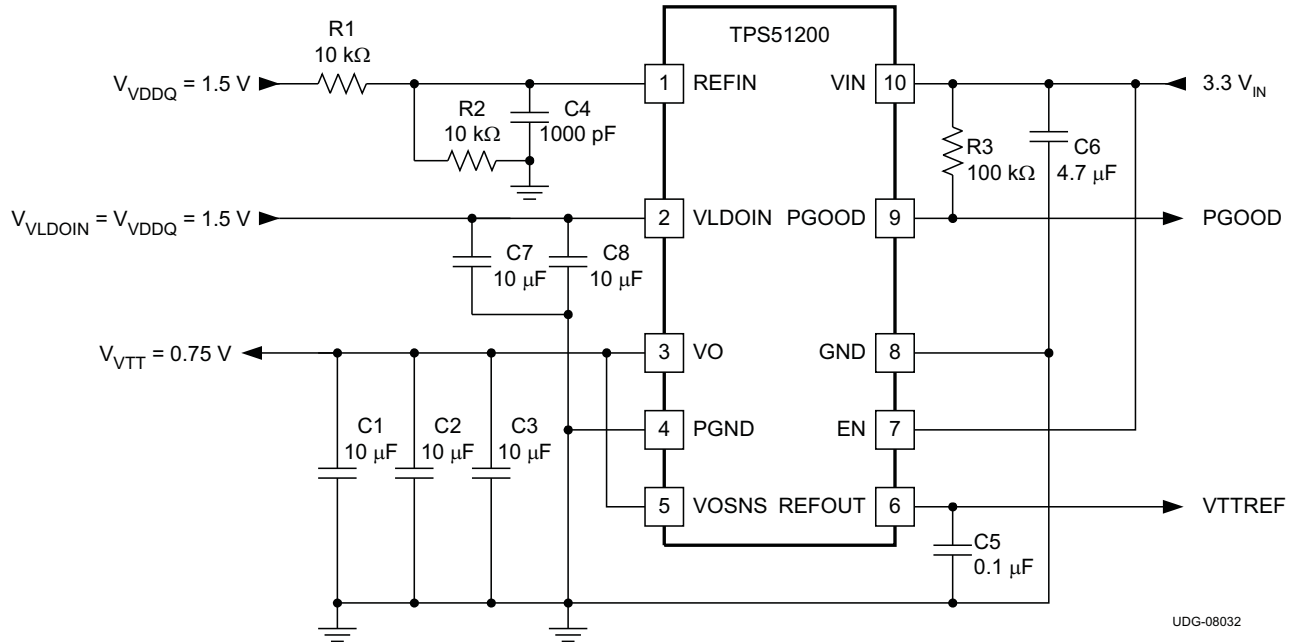 R1
10 kΩ
TPS51200
V_VDDQ = 1.5 V
1 REFIN
VIN 10
3.3 V_IN
R2
10 kΩ
C4
1000 pF
R3
100 kΩ
C6
4.7 μF
V_VLDOIN = V_VDDQ = 1.5 V
2 VLDOIN
PGOOD 9
PGOOD
C7
10 μF
C8
10 μF
V_VTT = 0.75 V
3 VO
GND 8
C1
10 μF
C2
10 μF
C3
10 μF
4 PGND
EN 7
5 VOSNS
REFOUT 6
VTTREF
C5
0.1 μF
UDG-08032